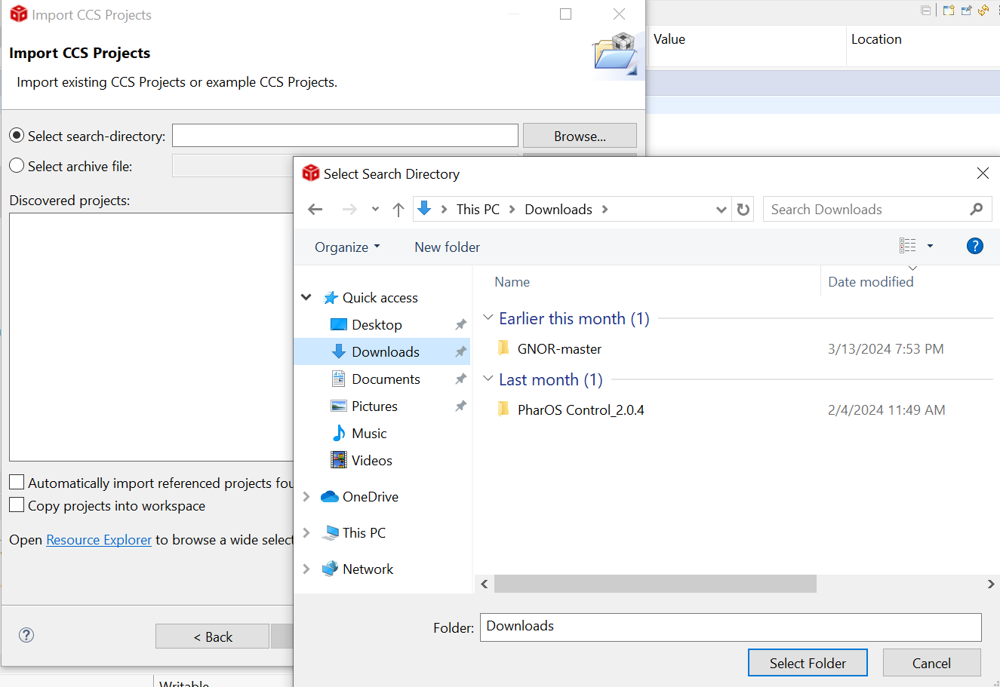 Import CCS Projects
Value
Location
Import CCS Projects
Import existing CCS Projects or example CCS Projects.
Select search-directory:
Browse...
Select archive file:
Discovered projects:
Automatically import referenced projects fou
Copy projects into workspace
Open Resource Explorer to browse a wide select
< Back
Select Search Directory
This PC
Downloads
Search Downloads
Organize
New folder
?
Name
Date modified
Quick access
Desktop
Downloads
Documents
Pictures
Music
Videos
OneDrive
This PC
Network
Earlier this month (1)
GNOR-master
3/13/2024 7:53 PM
Last month (1)
PharOS Control_2.0.4
2/4/2024 11:49 AM
Folder:
Downloads
Select Folder
Cancel
?
Writable